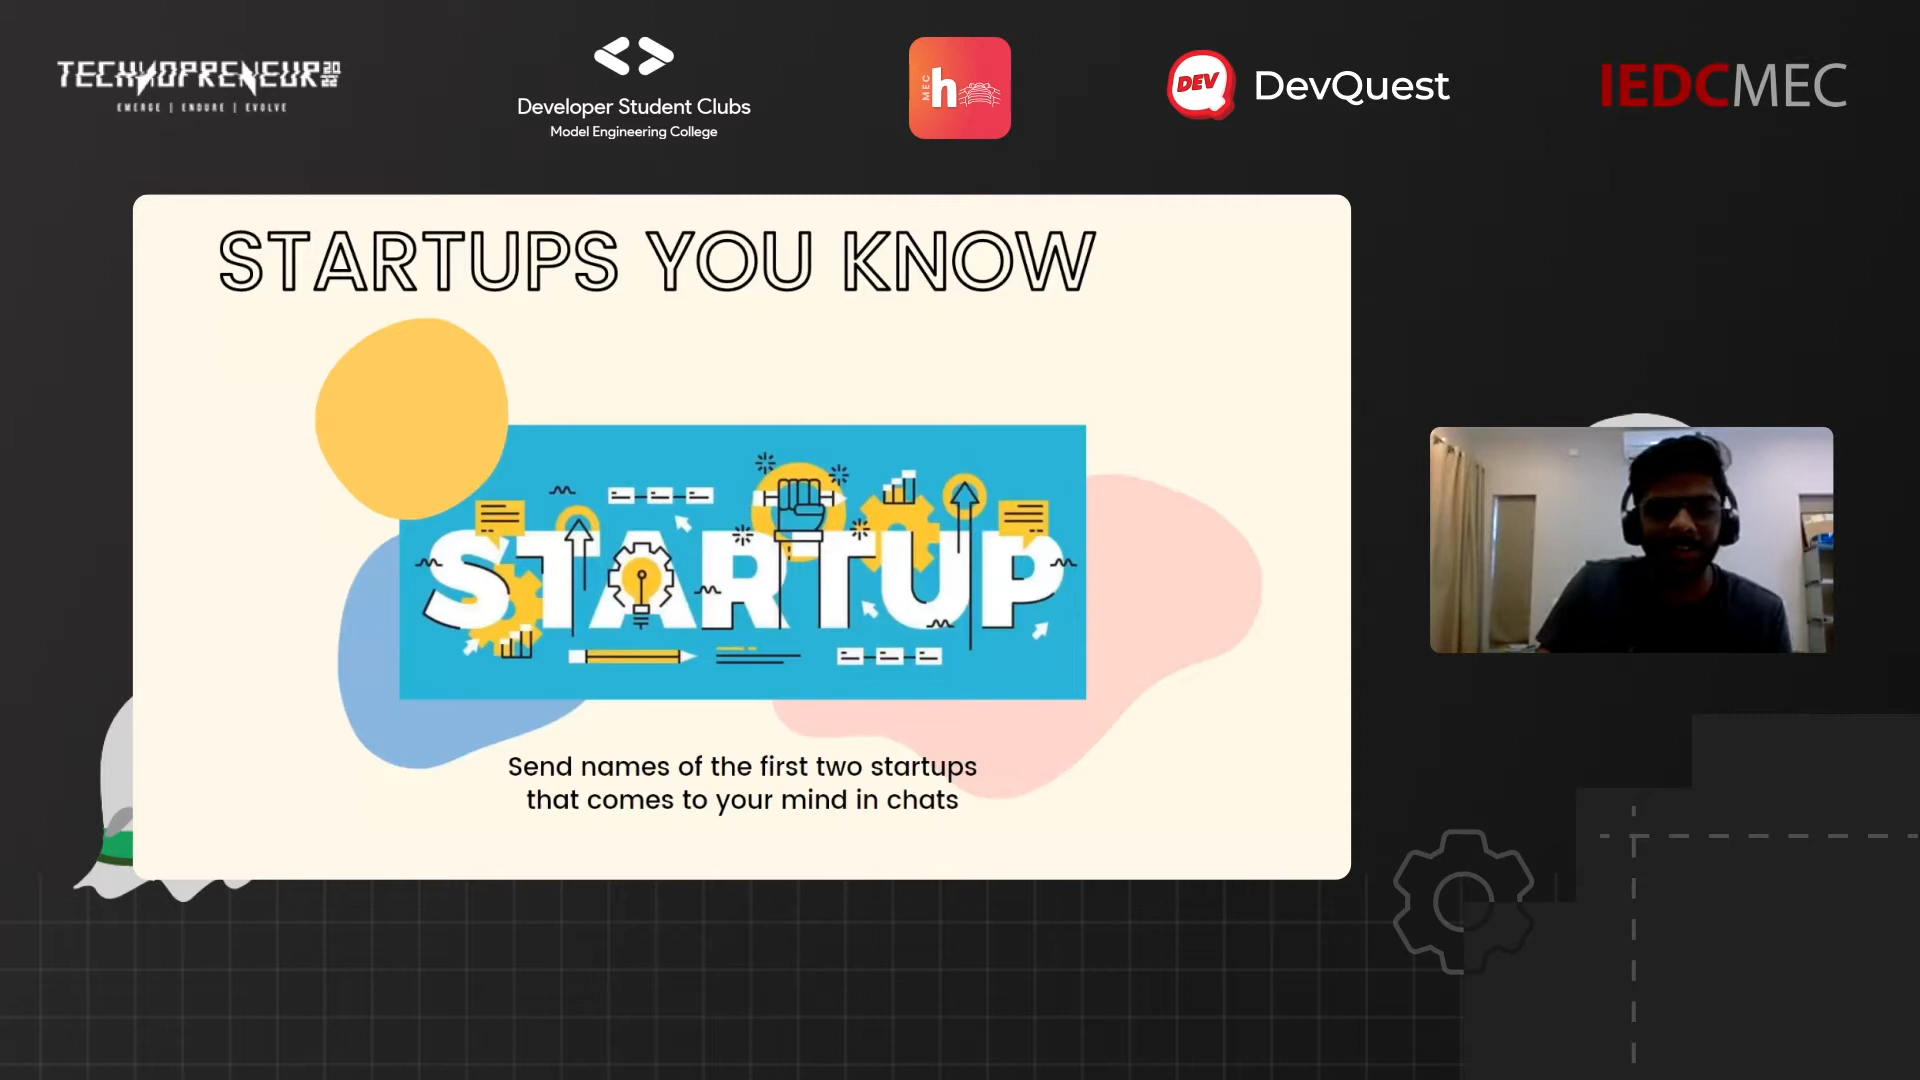 TECHNOPRENEUR 2022
EMERGE | ENDURE | EVOLVE
Developer Student Clubs
Model Engineering College
MEC
h
DEV
DevQuest
IEDCMEC
STARTUPS YOU KNOW
STARTUP
Send names of the first two startups
that comes to your mind in chats